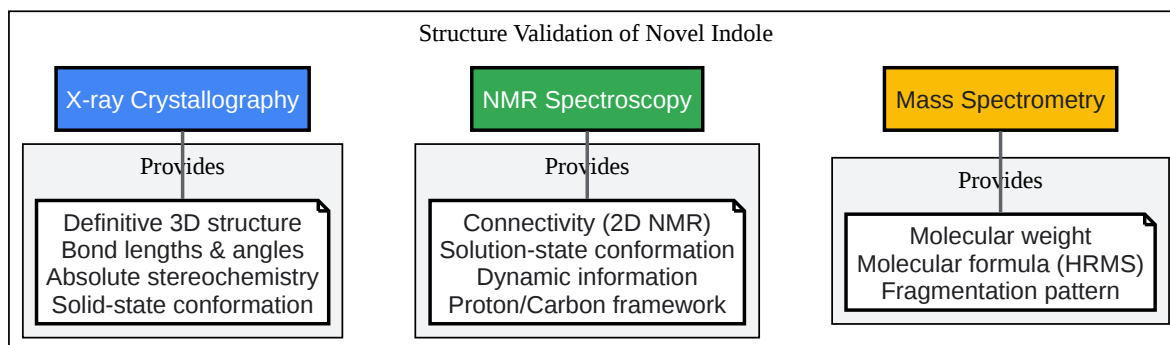 Structure Validation of Novel Indole
X-ray Crystallography
Provides
Definitive 3D structure
Bond lengths & angles
Absolute stereochemistry
Solid-state conformation
NMR Spectroscopy
Provides
Connectivity (2D NMR)
Solution-state conformation
Dynamic information
Proton/Carbon framework
Mass Spectrometry
Provides
Molecular weight
Molecular formula (HRMS)
Fragmentation pattern